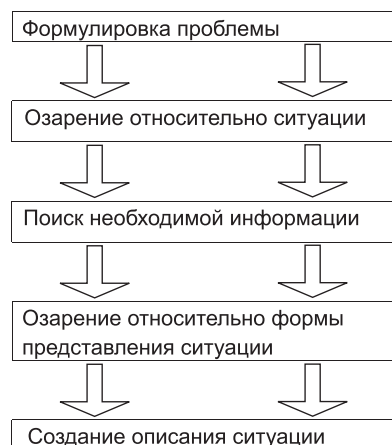 Формулировка проблемы
Озарение относительно ситуации
Поиск необходимой информации
Озарение относительно формы
представления ситуации
Создание описания ситуации